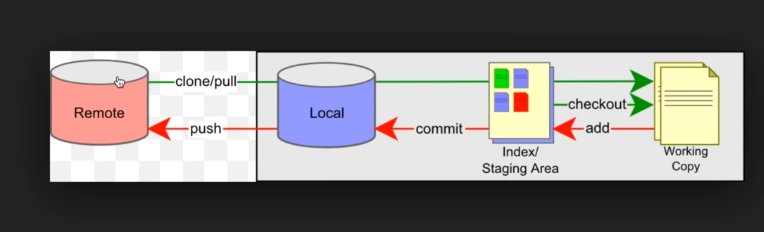 clone/pull
Remote
Local
checkout
push
commit
add
Index/
Staging Area
Working
Copy